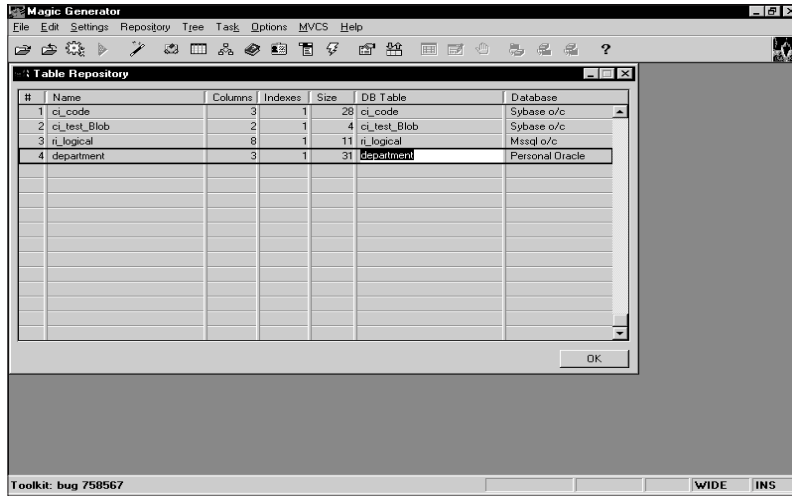 Magic Generator
File Edit Settings Repository Tree Task Options MVCS Help
?
Table Repository
# Name Columns Indexes Size DB Table Database
1 ci_code 3 1 28 ci_code Sybase o/c
2 ci_test_Blob 2 1 4 ci_test_Blob Sybase o/c
3 ri_logical 8 1 11 ri_logical Mssql o/c
4 department 3 1 31 department Personal Oracle
OK
Toolkit: bug 758567 WIDE INS